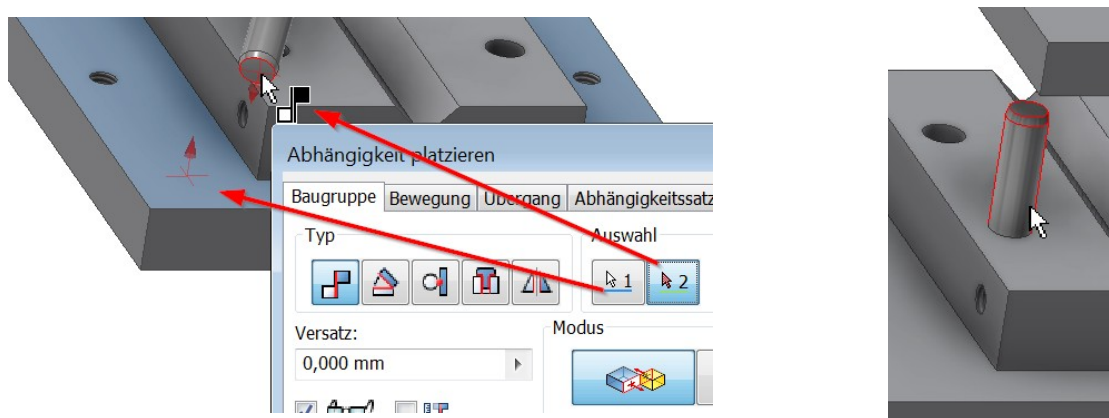 Abhängigkeit platzieren
Baugruppe Bewegung Übergang Abhängigkeitssatz
Typ Auswahl
1 2
Versatz: Modus
0,000 mm